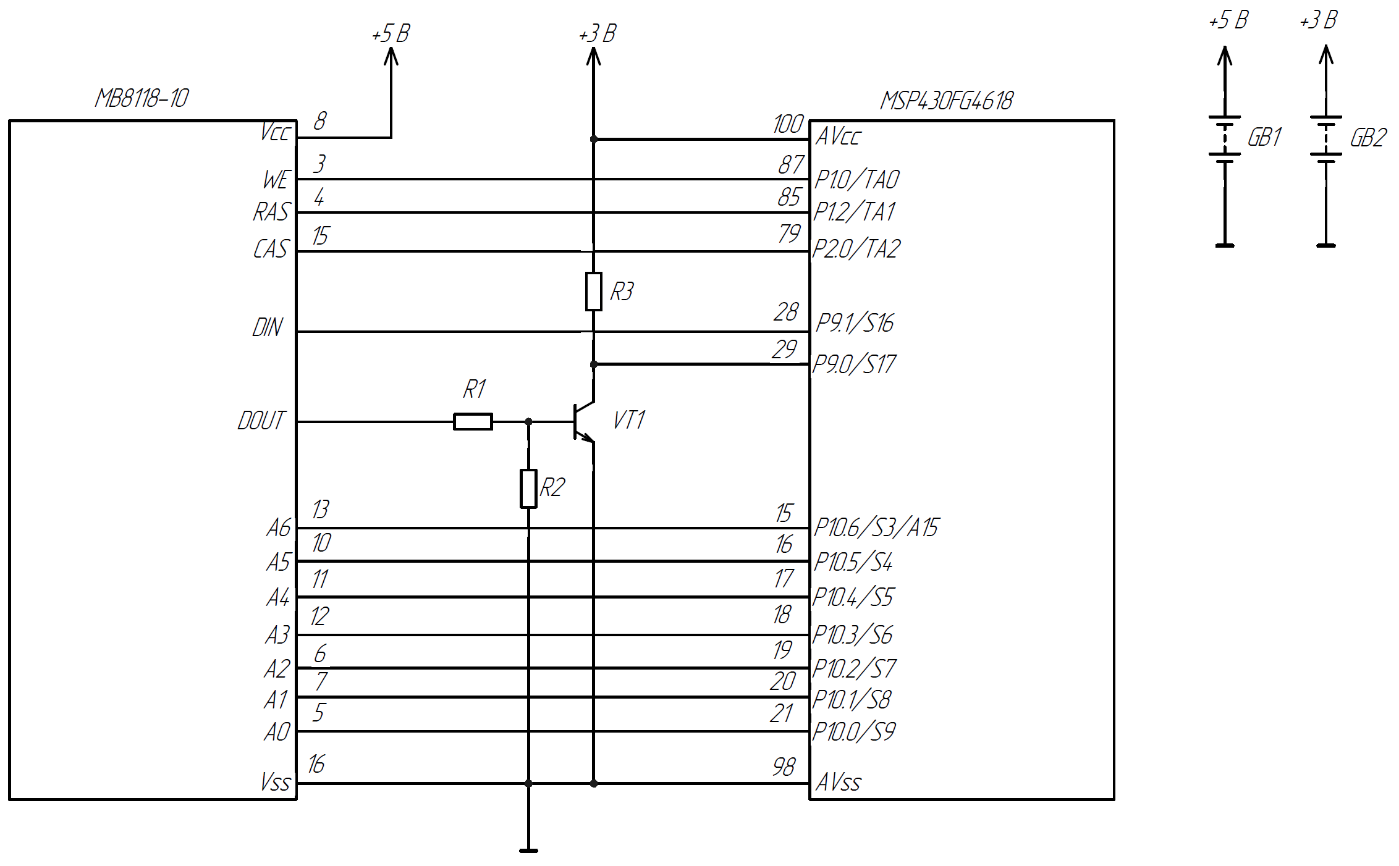 +5 В
+3 В
+5 В
+3 В
MB8118-10
MSP430FG4618
Vcc 8
100 AVcc
WE 3
87 P1.0/TA0
RAS 4
85 P1.2/TA1
CAS 15
79 P2.0/TA2
GB1
GB2
R3
DIN
28 P9.1/S16
29 P9.0/S17
R1
DOUT
VT1
R2
A6 13
15 P10.6/S3/A15
A5 10
16 P10.5/S4
A4 11
17 P10.4/S5
A3 12
18 P10.3/S6
A2 6
19 P10.2/S7
A1 7
20 P10.1/S8
A0 5
21 P10.0/S9
Vss 16
98 AVss